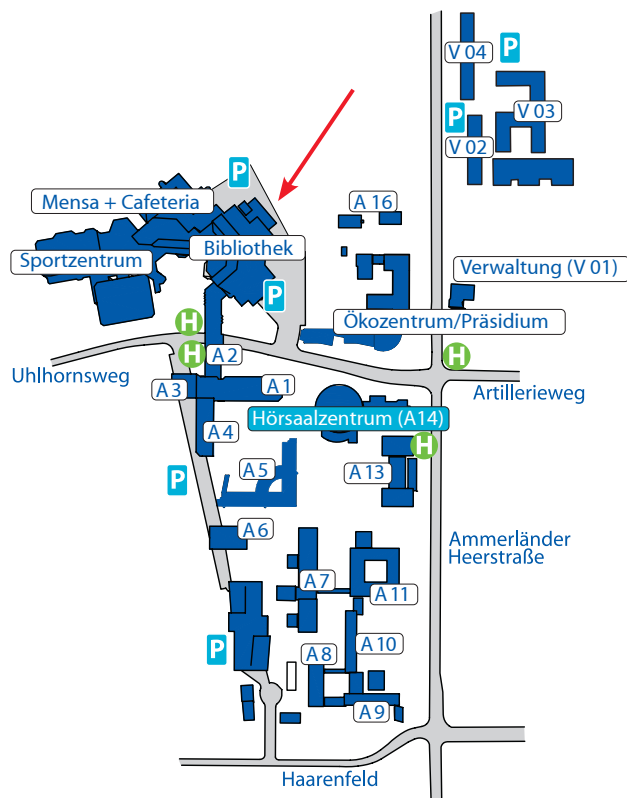 V 04
P
P
V 03
V 02
P
Mensa + Cafeteria
A 16
Bibliothek
Sportzentrum
Verwaltung (V 01)
P
H
Ökozentrum/Präsidium
H
A 2
H
Uhlhornsweg
A 3
A 1
Artillerieweg
Hörsaalzentrum (A14)
A 4
H
A 5
A 13
P
A 6
Ammerländer
Heerstraße
A 7
A 11
P
A 8
A 10
A 9
Haarenfeld